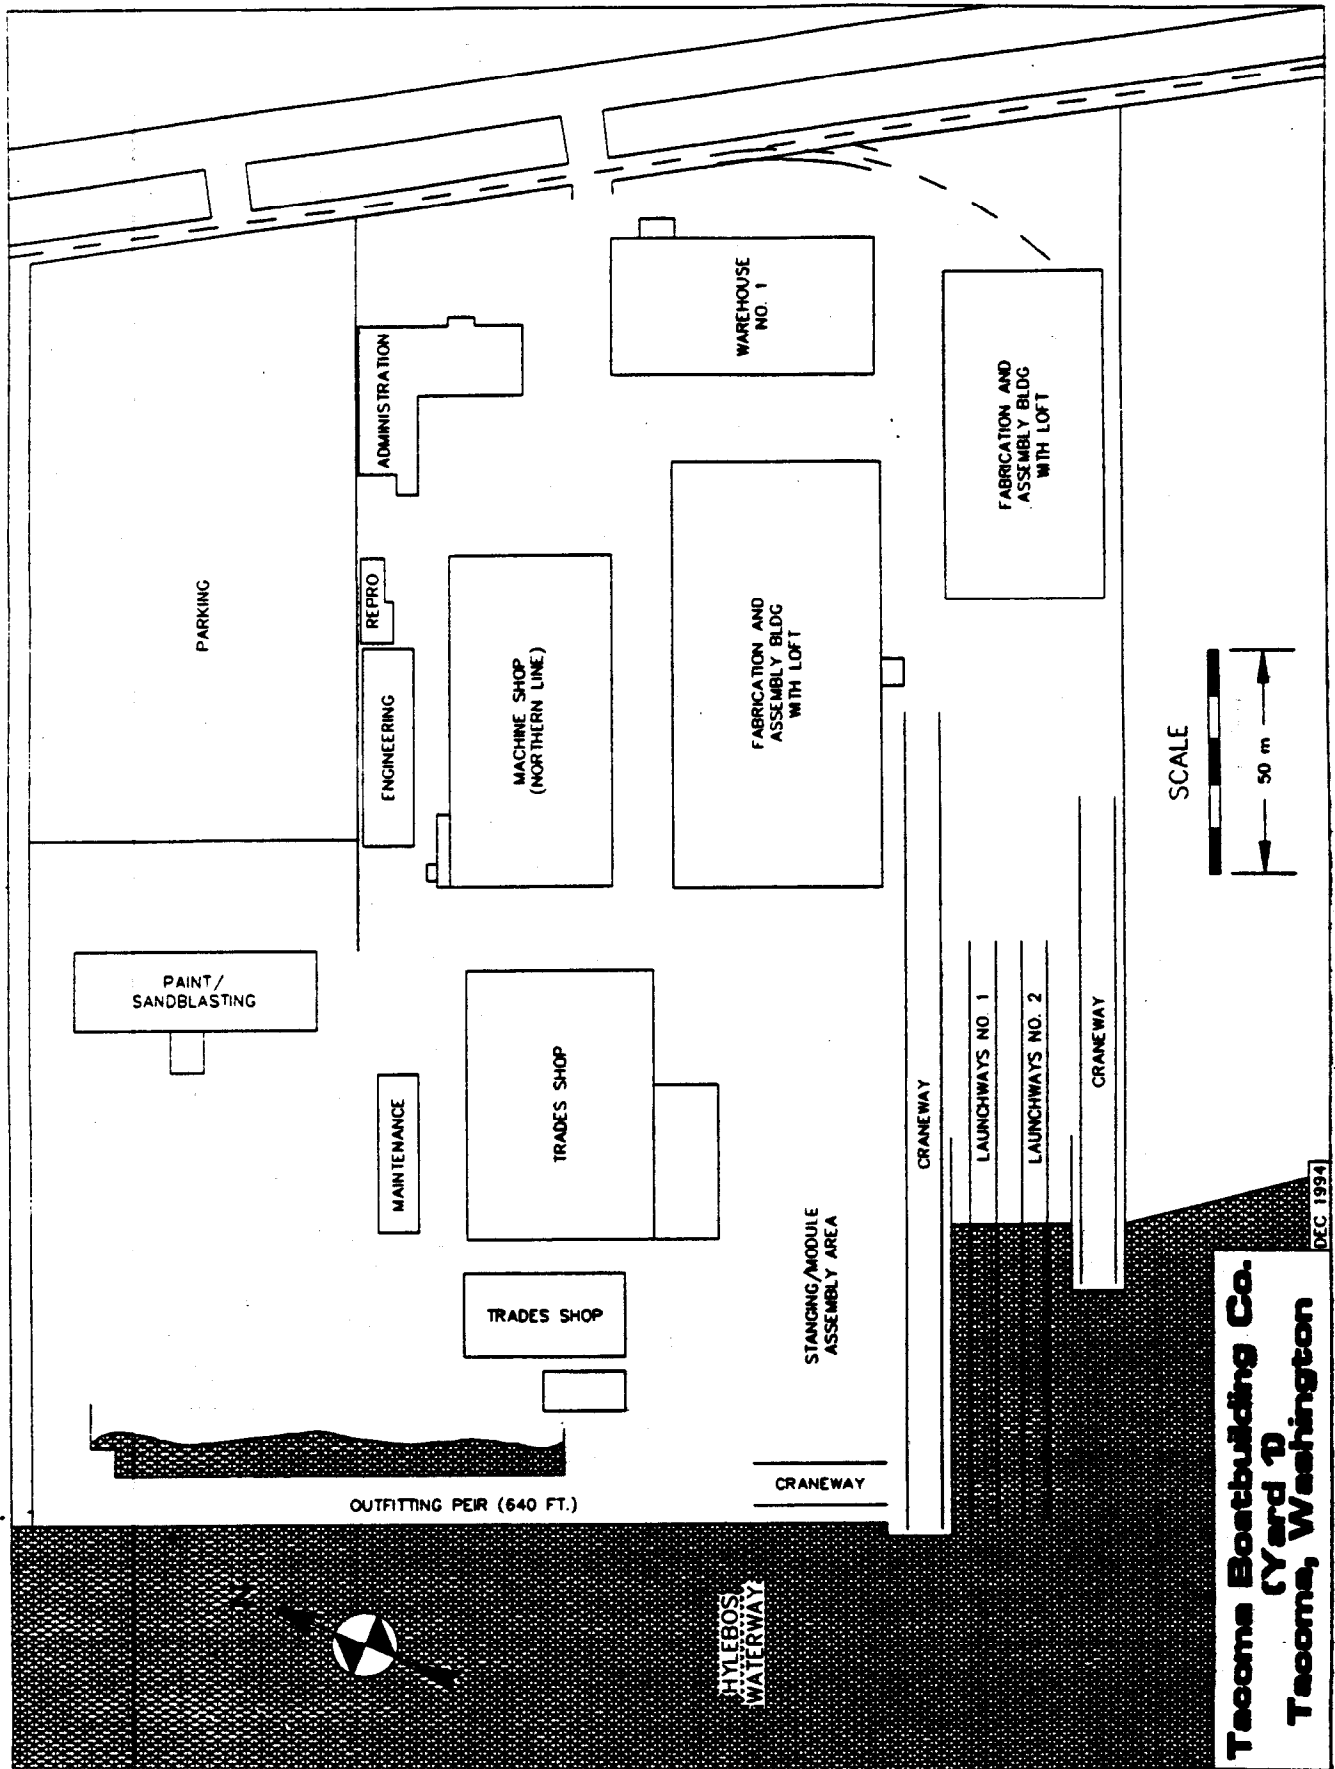 PARKING
ADMINISTRATION
WAREHOUSE
NO. 1
REPRO
ENGINEERING
MACHINE SHOP
(NORTHERN LINE)
FABRICATION AND
ASSEMBLY BLDG
WITH LOFT
FABRICATION AND
ASSEMBLY BLDG
WITH LOFT
PAINT/
SANDBLASTING
MAINTENANCE
TRADES SHOP
TRADES SHOP
STANGING/MODULE
ASSEMBLY AREA
CRANEWAY
LAUNCHWAYS NO. 1
LAUNCHWAYS NO. 2
CRANEWAY
SCALE
50 m
CRANEWAY
OUTFITTING PEIR (640 FT.)
N
HYLEBOS
WATERWAY
DEC 1994
Tacoma Boatbuilding Co.
(Yard 1)
Tacoma, Washington